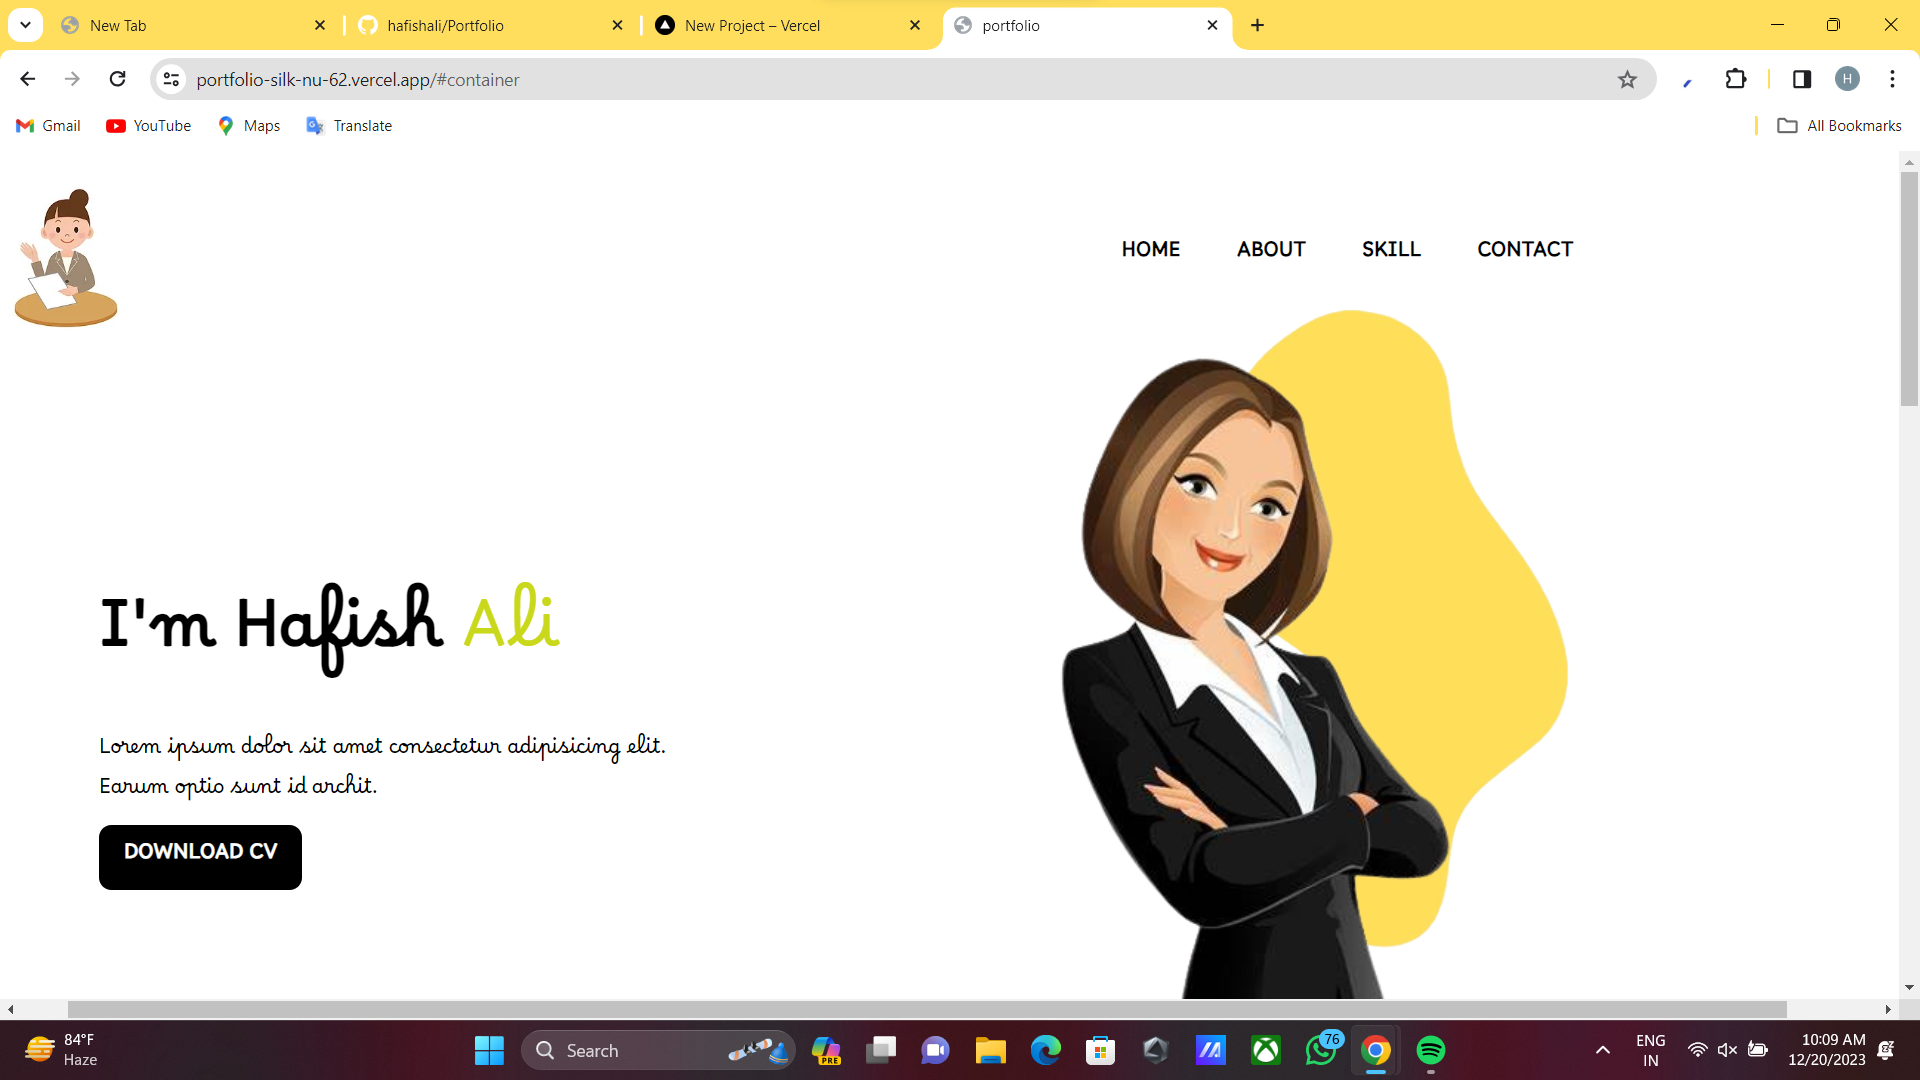 New Tab
hafishali/Portfolio
New Project – Vercel
portfolio
portfolio-silk-nu-62.vercel.app/#container
H
Gmail
YouTube
Maps
Translate
All Bookmarks
HOME
ABOUT
SKILL
CONTACT
I'm Hafish Ali
Lorem ipsum dolor sit amet consectetur adipisicing elit.
Earum optio sunt id archit.
DOWNLOAD CV
84°F
Haze
Search
PRE
76
ENG
IN
10:09 AM
12/20/2023